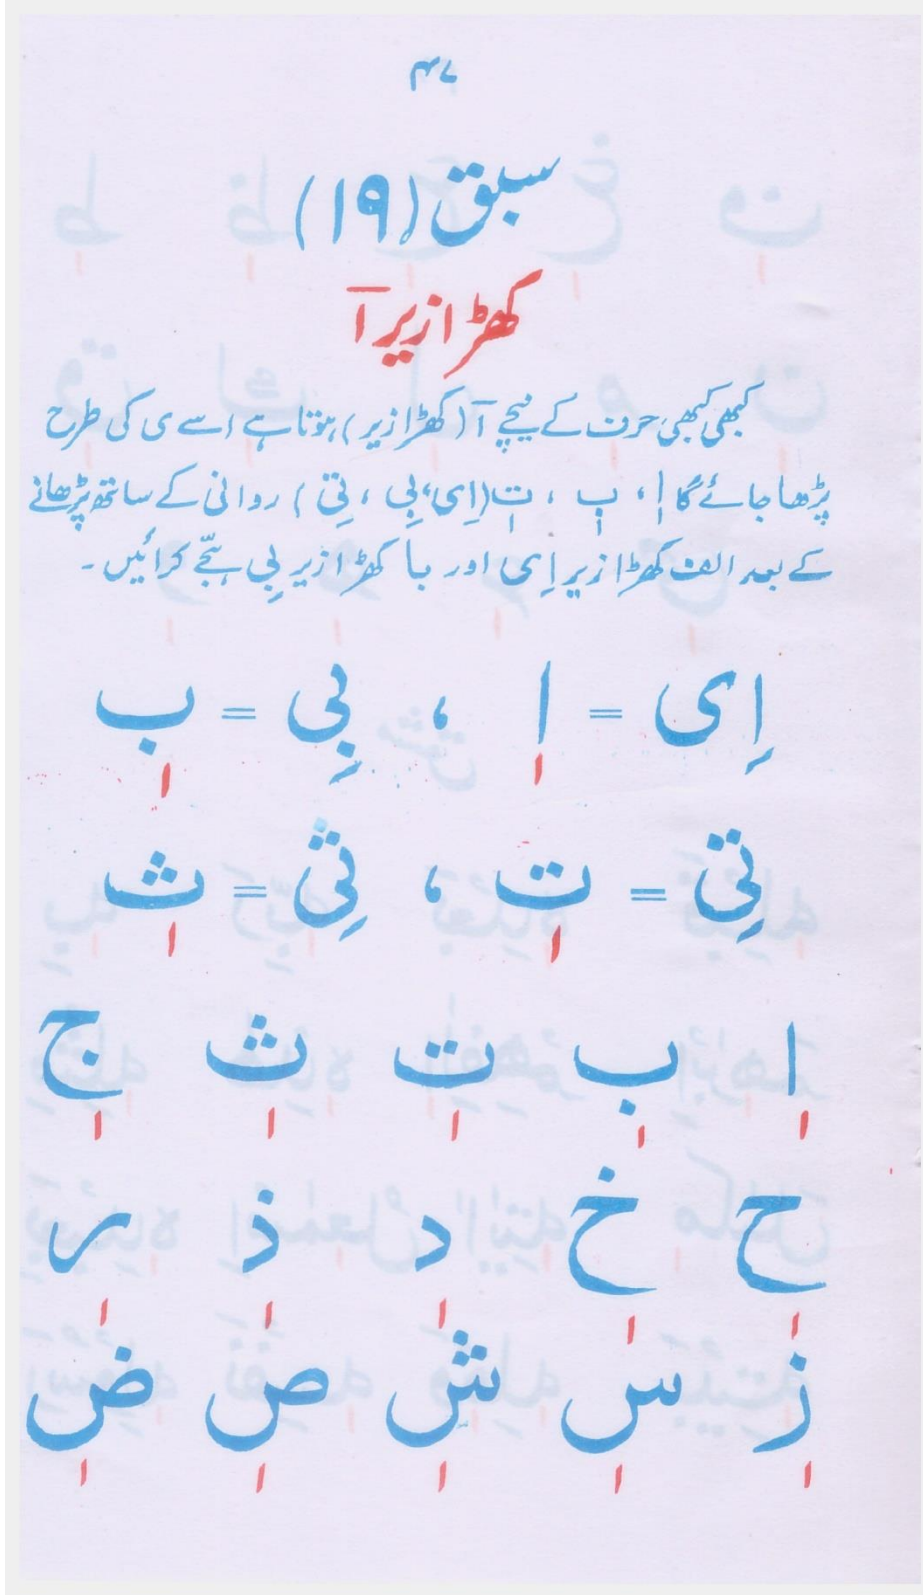 ۴۷
سبق (۱۹)
کھڑا زیر آ
کبھی کبھی حرف کے نیچے آ (کھڑا زیر) ہوتا ہے اسے ی کی طرح
پڑھا جائے گا اٖ، بٖ ، تٖ (اِی، بِی ، تِی) روانی کے ساتھ پڑھانے
کے بعد الف کھڑا زیر اِی اور با کھڑا زیر بِی ہجّے کرائیں۔
اِی = اٖ ، بِی = بٖ
تِی = تٖ ، ثِی = ثٖ
اٖ بٖ تٖ ثٖ جٖ
حٖ خٖ دٖ ذٖ رٖ
زٖ سٖ شٖ صٖ ضٖ